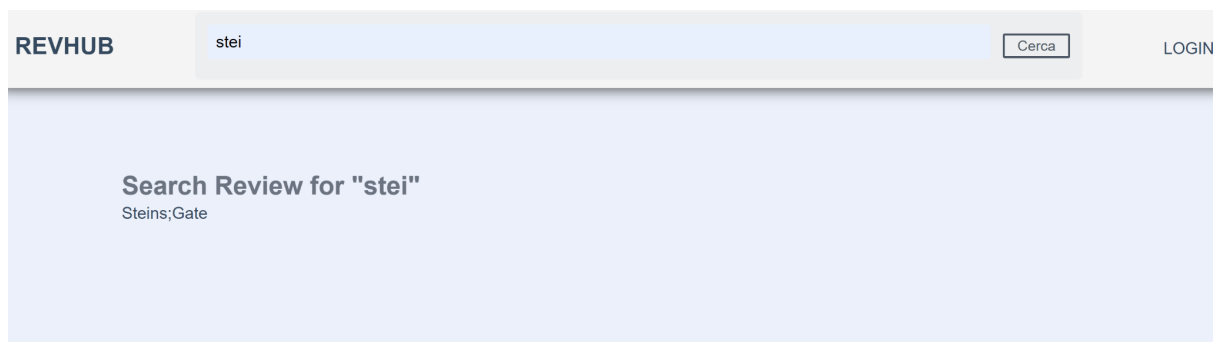 REVHUB
stei
Cerca
LOGIN
Search Review for "stei"
Steins;Gate